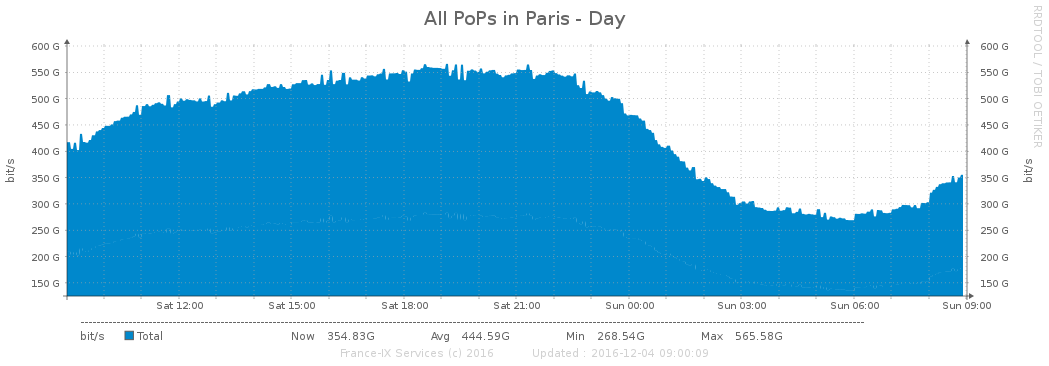 All PoPs in Paris - Day
RRDTOOL / TOBI OETIKER
600 G 600 G
550 G 550 G
500 G 500 G
450 G 450 G
400 G 400 G
350 G 350 G
300 G 300 G
250 G 250 G
200 G 200 G
150 G 150 G
bit/s bit/s
Sat 12:00 Sat 15:00 Sat 18:00 Sat 21:00 Sun 00:00 Sun 03:00 Sun 06:00 Sun 09:00
bit/s Total Now 354.83G Avg 444.59G Min 268.54G Max 565.58G
France-IX Services (c) 2016 Updated : 2016-12-04 09:00:09